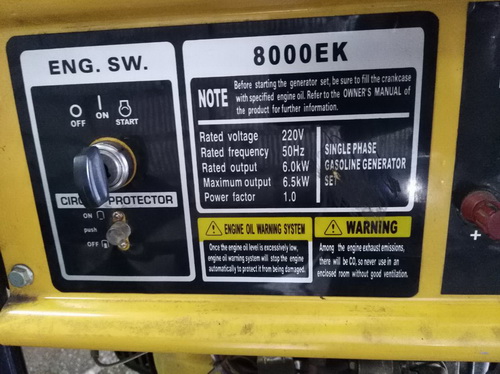 ENG. SW.
OFF
ON
START
CIRCUIT PROTECTOR
ON
push
OFF
8000EK
NOTE
Before starting the generator set, be sure to fill the crankcase
with specified engine oil. Refer to the OWNER'S MANUAL of
the product for further information.
Rated voltage 220V
Rated frequency 50Hz
Rated output 6.0kW
Maximum output 6.5kW
Power factor 1.0
SINGLE PHASE
GASOLINE GENERATOR
SET
ENGINE OIL WARNING SYSTEM
Once the engine oil level is excessively low,
engine oil warning system will stop the engine
automatically to protect it from being damaged.
WARNING
Among the engine exhaust emissions,
there will be CO, so never use in an
enclosed room without good ventilation.
+